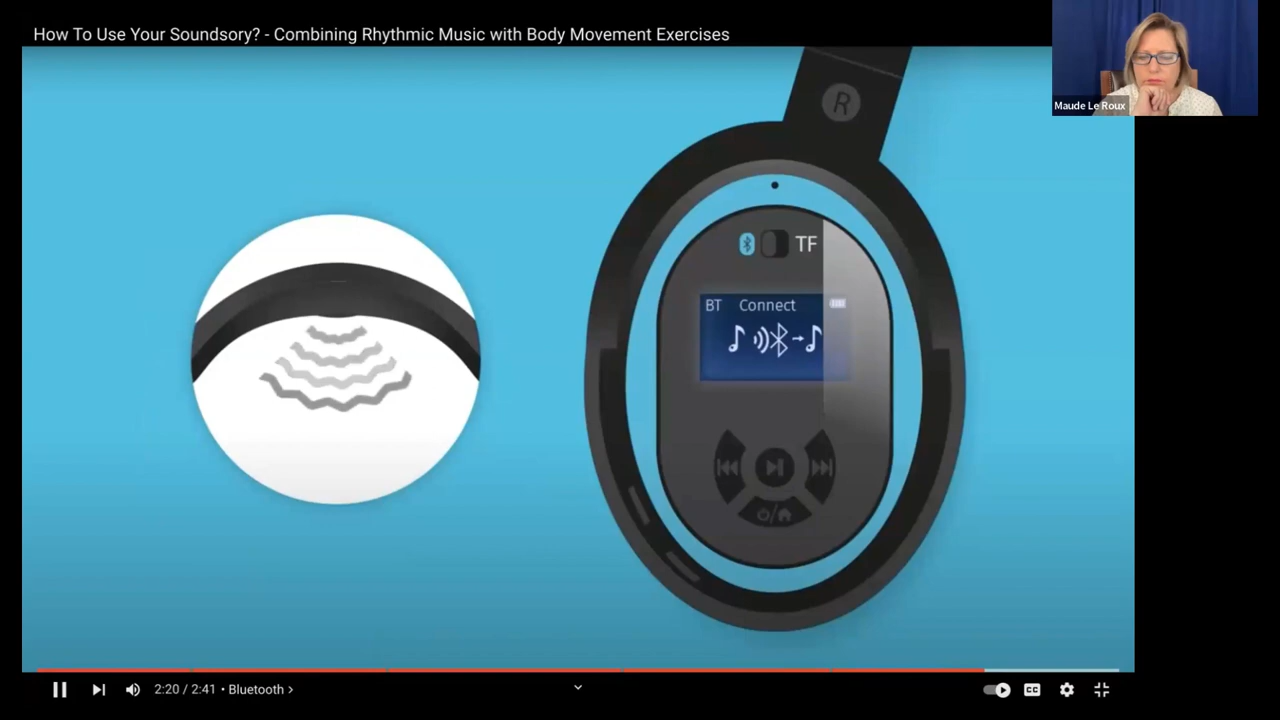 How To Use Your Soundsory? - Combining Rhythmic Music with Body Movement Exercises
Maude Le Roux
R
TF
BT Connect
2:20 / 2:41 • Bluetooth >
CC